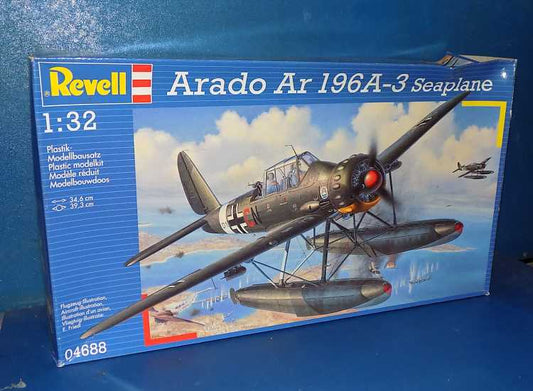 Revell
Arado Ar 196A-3 Seaplane
1:32
Plastik-
Modellbausatz
Plastic modelkit
Modèle réduit
Modelbouwdoos
34,6 cm
39,3 cm
Flugzeug Illustration,
Aircraft Illustration,
Illustration d'un avion,
Vliegtuig Illustratie:
E. Friedl
04688